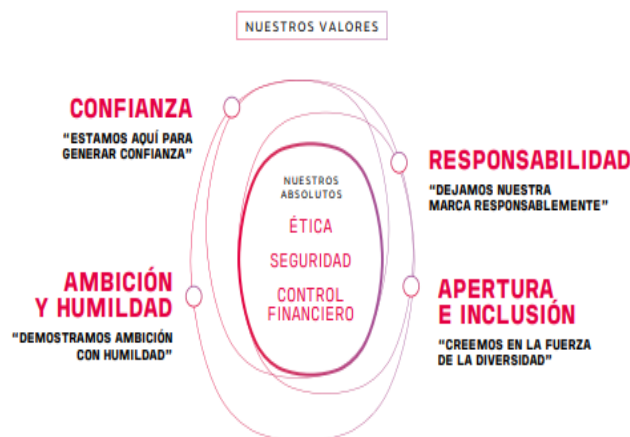 NUESTROS VALORES
CONFIANZA
“ESTAMOS AQUÍ PARA
GENERAR CONFIANZA”
RESPONSABILIDAD
“DEJAMOS NUESTRA
MARCA RESPONSABLEMENTE”
NUESTROS
ABSOLUTOS
ÉTICA
SEGURIDAD
CONTROL
FINANCIERO
AMBICIÓN
Y HUMILDAD
“DEMOSTRAMOS AMBICIÓN
CON HUMILDAD”
APERTURA
E INCLUSIÓN
“CREEMOS EN LA FUERZA
DE LA DIVERSIDAD”